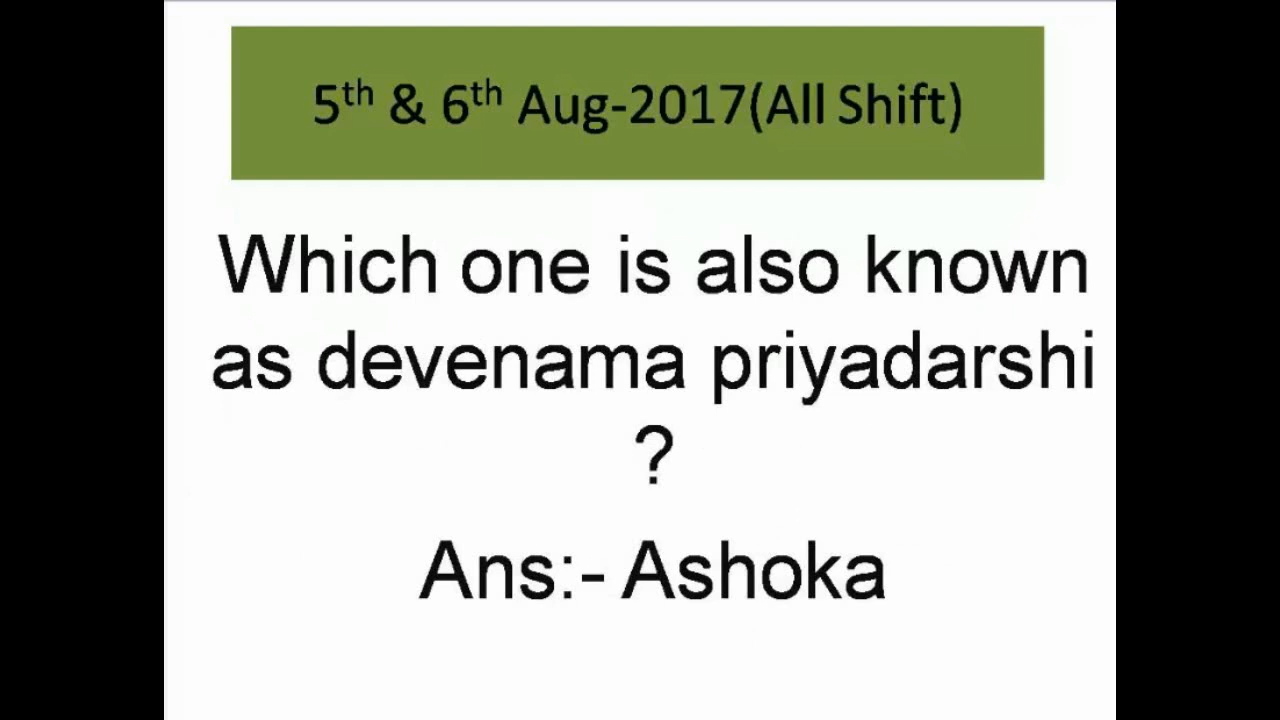 5th & 6th Aug-2017(All Shift)
Which one is also known
as devenama priyadarshi
?
Ans:- Ashoka